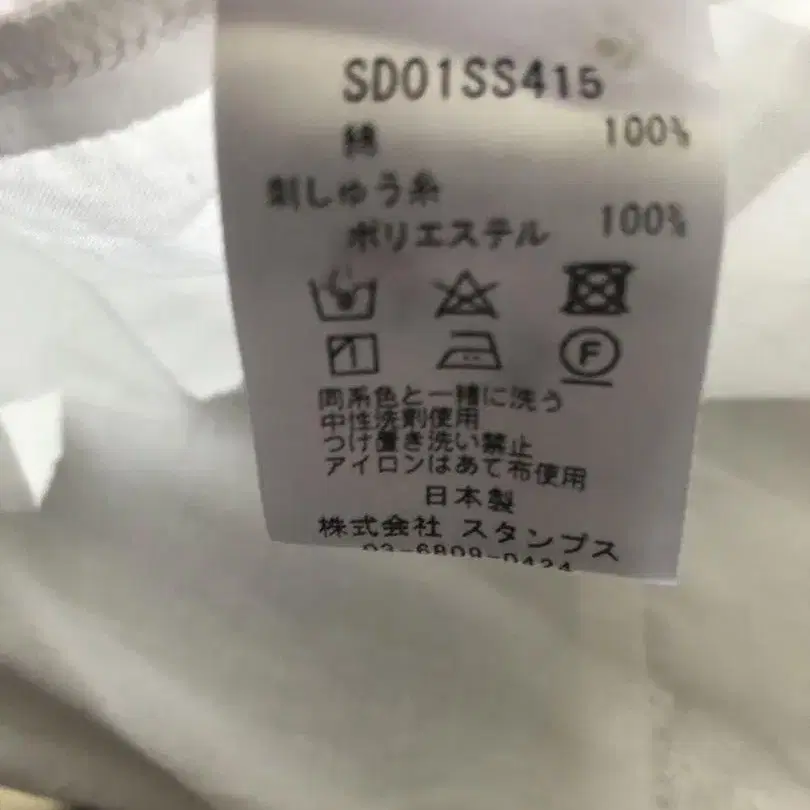 SD01SS415
綿 100%
刺しゅう糸
ポリエステル 100%
F
同系色と一緒に洗う
中性洗剤使用
つけ置き洗い禁止
アイロンはあて布使用
日本製
株式会社 スタンプス
03-6809-0424